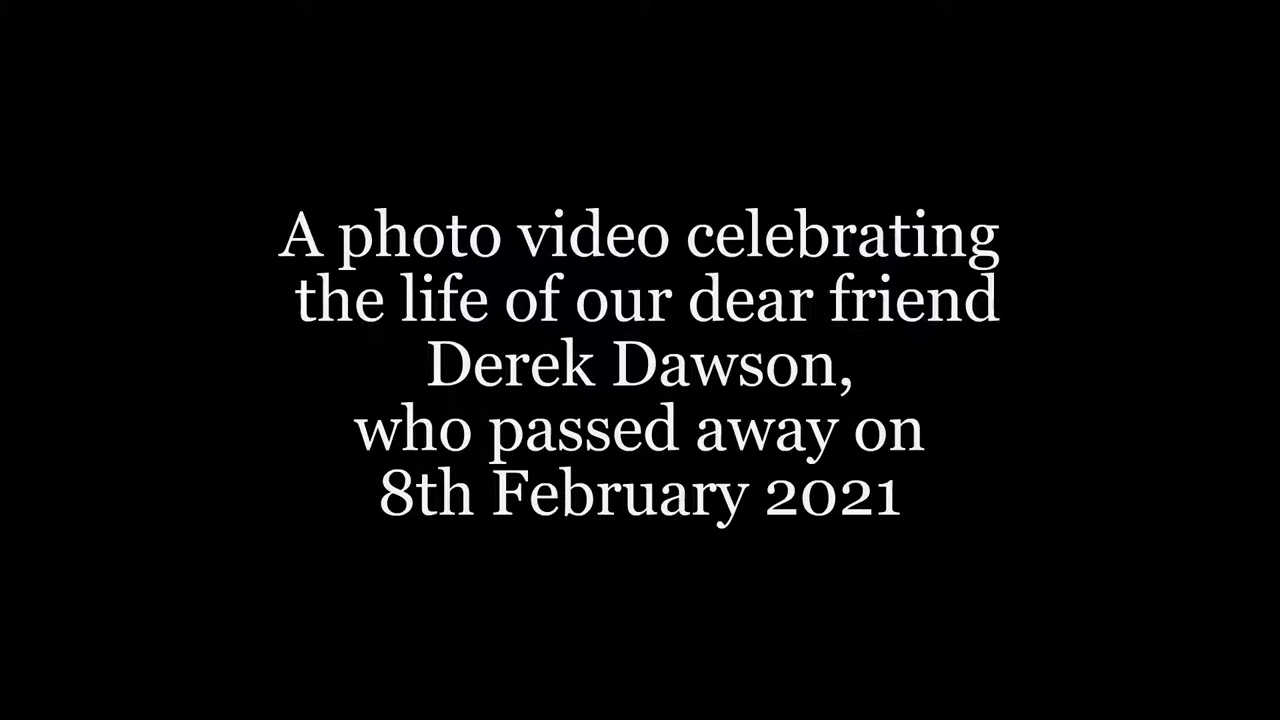 A photo video celebrating
the life of our dear friend
Derek Dawson,
who passed away on
8th February 2021